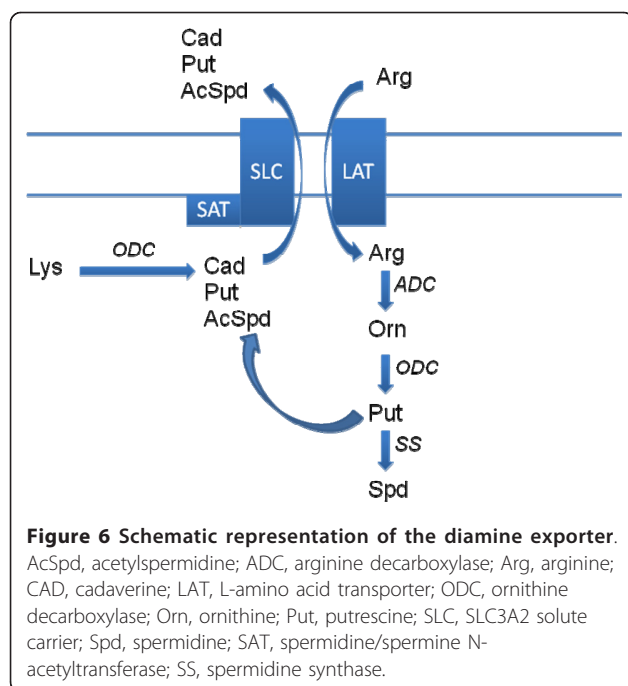 Cad
Put
AcSpd
Arg
SLC
LAT
SAT
Lys
ODC
Cad
Put
AcSpd
Arg
ADC
Orn
ODC
Put
SS
Spd
Figure 6 Schematic representation of the diamine exporter.
AcSpd, acetylspermidine; ADC, arginine decarboxylase; Arg, arginine;
CAD, cadaverine; LAT, L-amino acid transporter; ODC, ornithine
decarboxylase; Orn, ornithine; Put, putrescine; SLC, SLC3A2 solute
carrier; Spd, spermidine; SAT, spermidine/spermine N-
acetyltransferase; SS, spermidine synthase.